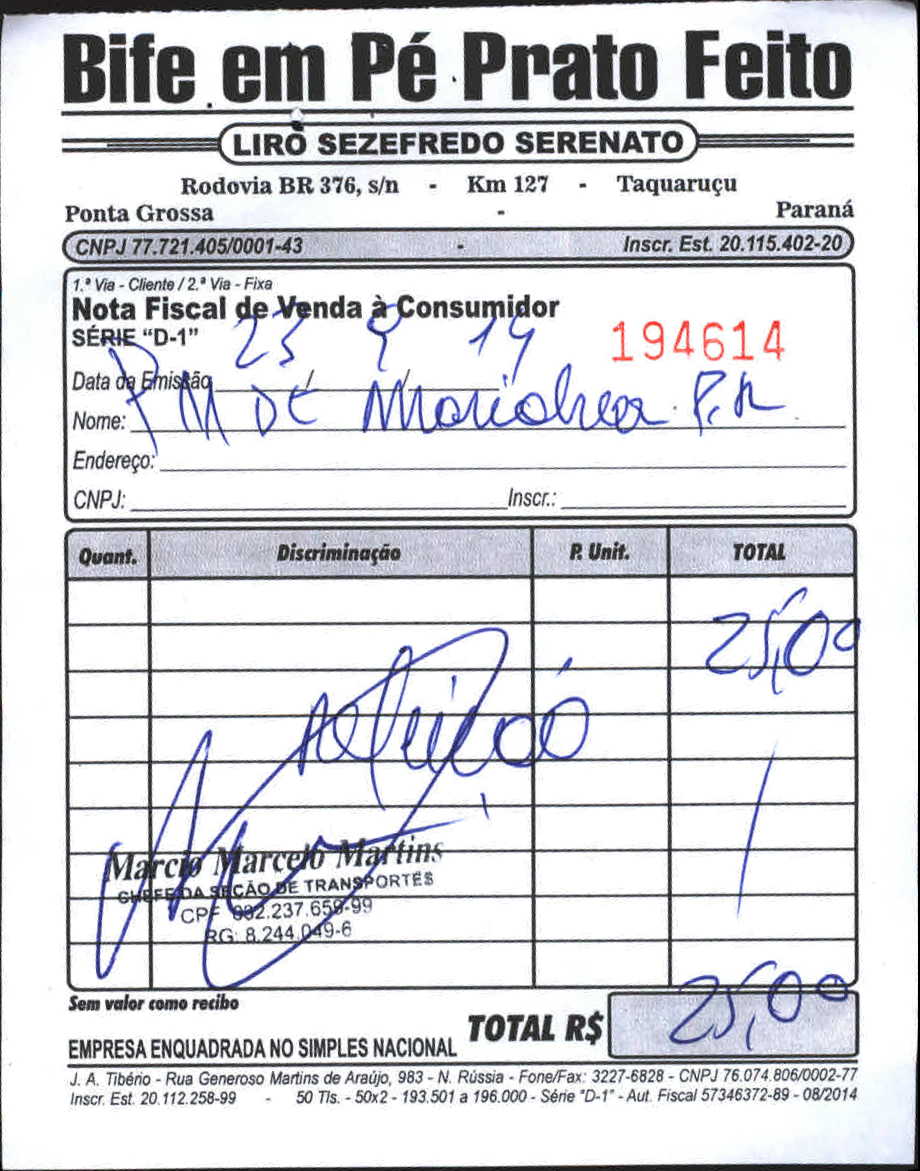 Bife em Pé Prato Feito
LIRO SEZEFREDO SERENATO
Rodovia BR 376, s/n - Km 127 - Taquaruçu
Ponta Grossa - Paraná
CNPJ 77.721.405/0001-43 - Inscr. Est. 20.115.402-20
1.ª Via - Cliente / 2.ª Via - Fixa
Nota Fiscal de Venda à Consumidor
SÉRIE "D-1"
194614
Data da Emissão 23 / 9 / 14
Nome: P M DE
Endereço:
CNPJ: Inscr.:
Quant. Discriminação P. Unit. TOTAL
25,00
Refeição
Marcio Marcelo Martins
CHEFE DA SEÇÃO DE TRANSPORTES
CPF 032.237.659-99
RG: 8.244.049-6
Sem valor como recibo
TOTAL R$ 25,00
EMPRESA ENQUADRADA NO SIMPLES NACIONAL
J. A. Tibério - Rua Generoso Martins de Araújo, 983 - N. Rússia - Fone/Fax: 3227-6828 - CNPJ 76.074.806/0002-77
Inscr. Est. 20.112.258-99 - 50 Tls. - 50x2 - 193.501 a 196.000 - Série "D-1" - Aut. Fiscal 57346372-89 - 08/2014